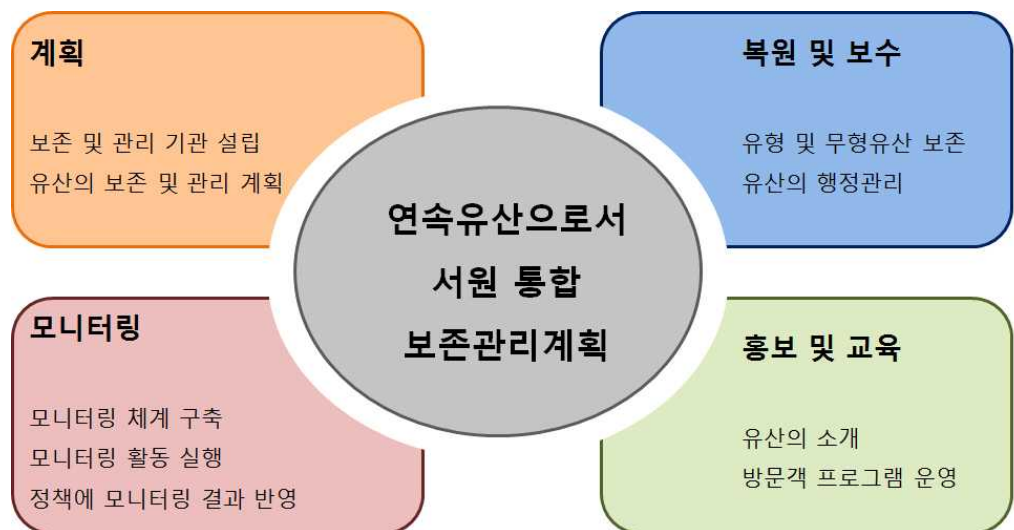 계획
보존 및 관리 기관 설립
유산의 보존 및 관리 계획
복원 및 보수
유형 및 무형유산 보존
유산의 행정관리
연속유산으로서
서원 통합
보존관리계획
모니터링
모니터링 체계 구축
모니터링 활동 실행
정책에 모니터링 결과 반영
홍보 및 교육
유산의 소개
방문객 프로그램 운영